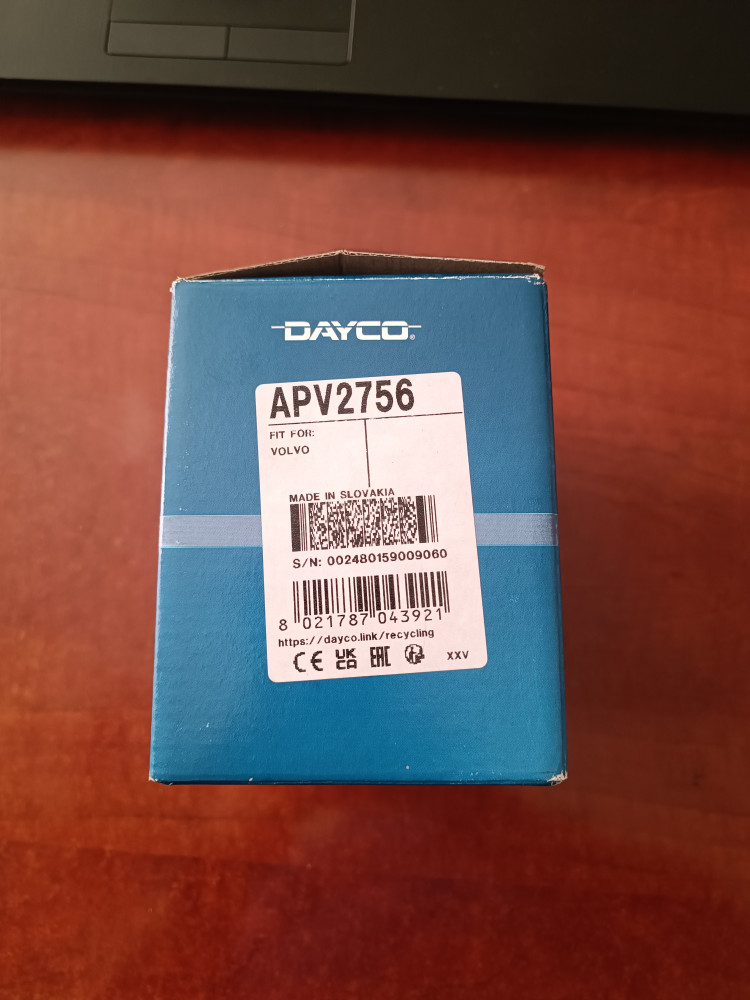 DAYCO®
APV2756
FIT FOR:
VOLVO
MADE IN SLOVAKIA
S/N: 002480159009060
8 021787 043921
https://dayco.link/recycling
CE UK CA EAC XXV